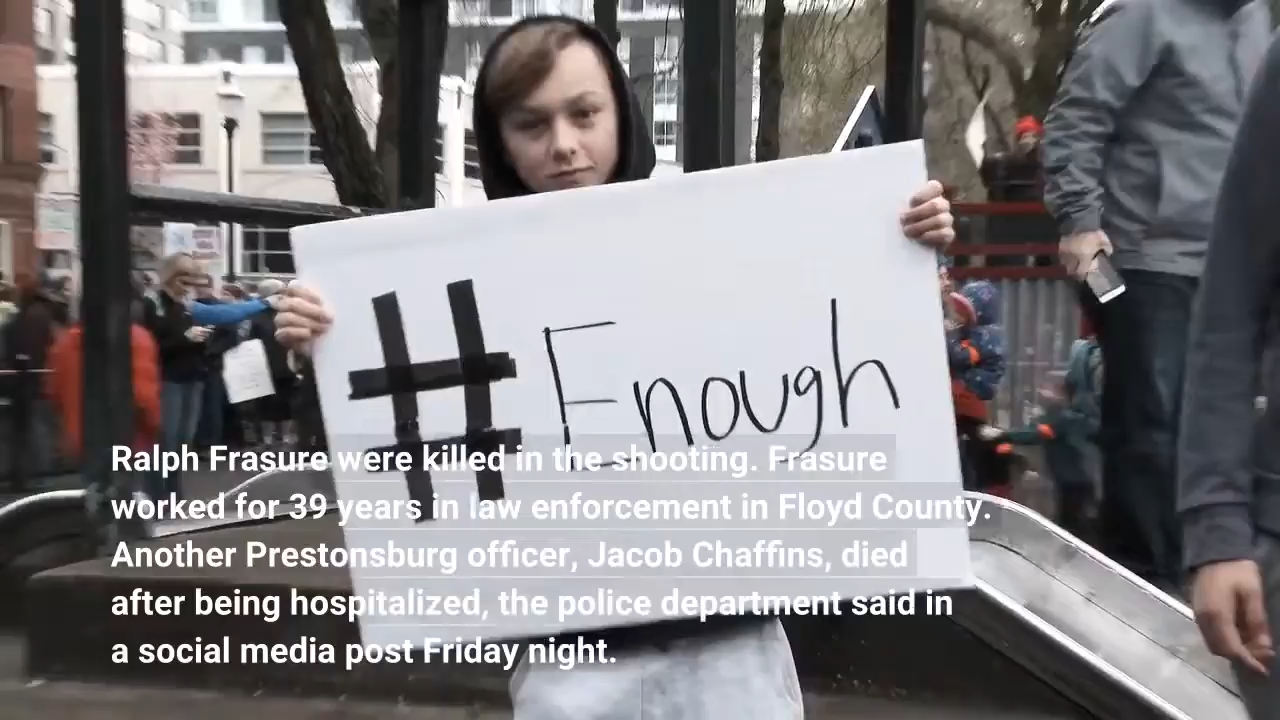 #Enough
Ralph Frasure were killed in the shooting. Frasure
worked for 39 years in law enforcement in Floyd County.
Another Prestonsburg officer, Jacob Chaffins, died
after being hospitalized, the police department said in
a social media post Friday night.